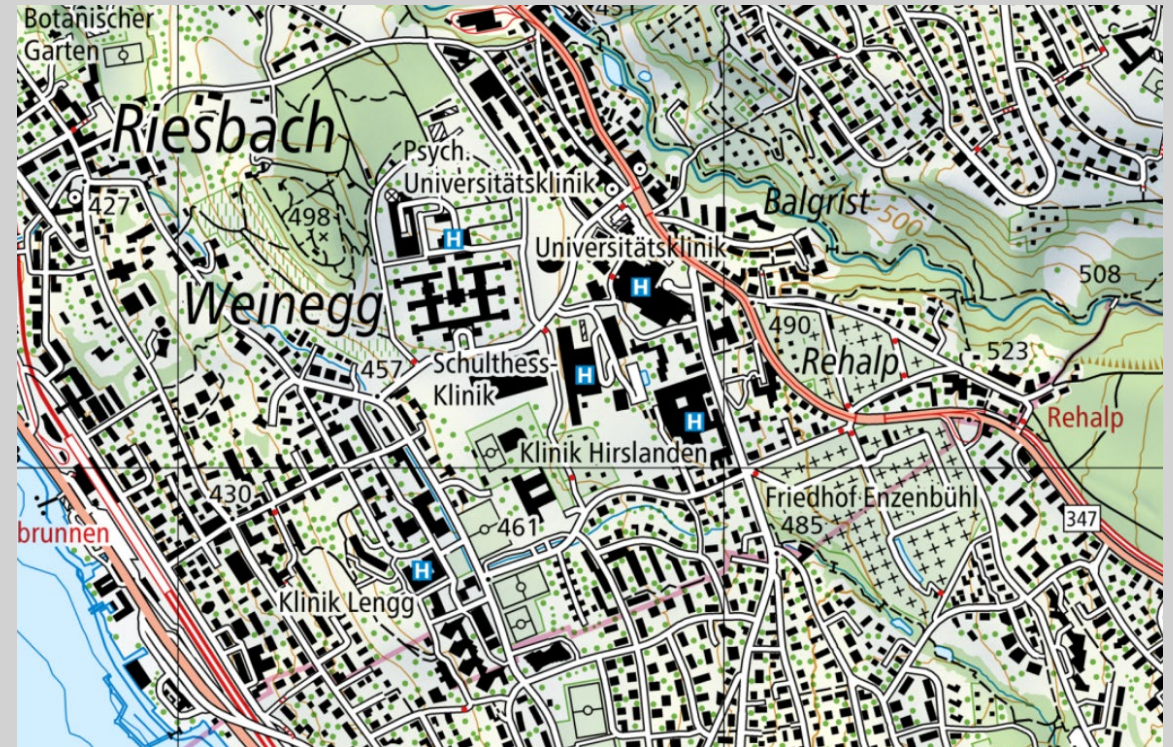 Botanischer
Garten
451
Riesbach
Psych.
Universitätsklinik
427
498
H
Balgrist
500
Universitätsklinik
H
508
Weinegg
490
Rehalp
523
457
Schulthess-
Klinik
H
H
Rehalp
Klinik Hirslanden
430
Friedhof Enzenbühl
461
485
347
brunnen
H
Klinik Lengg